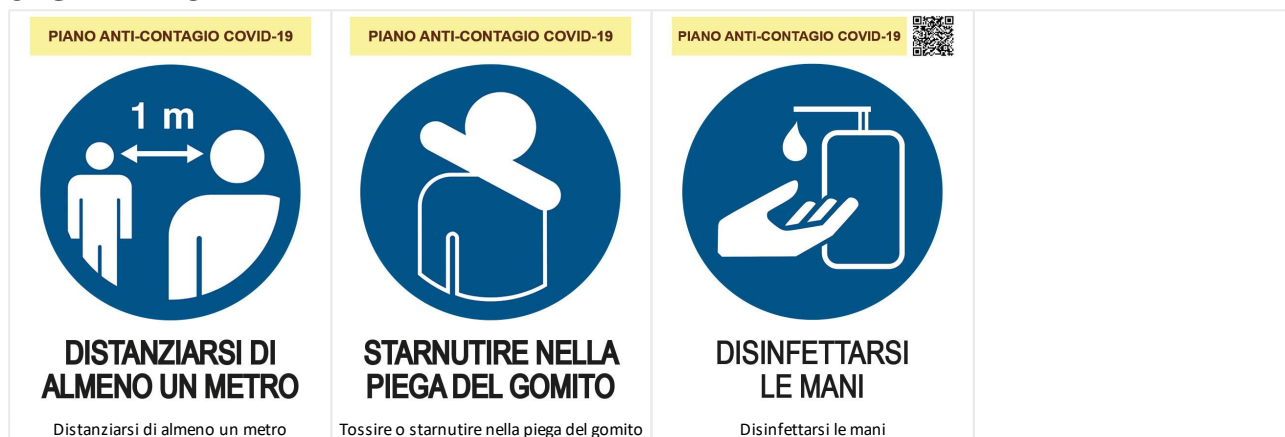 PIANO ANTI-CONTAGIO COVID-19
1 m
DISTANZIARSI DI
ALMENO UN METRO
Distanziarsi di almeno un metro
PIANO ANTI-CONTAGIO COVID-19
STARNUTIRE NELLA
PIEGA DEL GOMITO
Tossire o starnutire nella piega del gomito
PIANO ANTI-CONTAGIO COVID-19
DISINFETTARSI
LE MANI
Disinfettarsi le mani